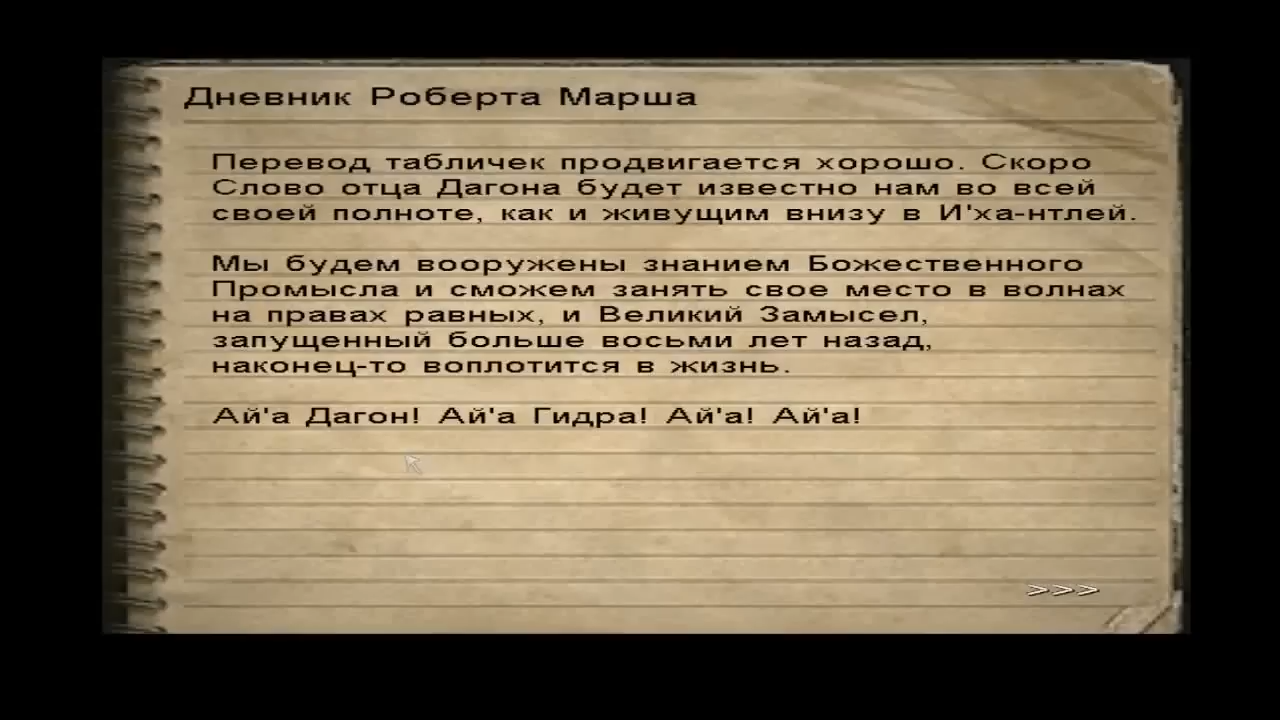 Дневник Роберта Марша
Перевод табличек продвигается хорошо. Скоро
Слово отца Дагона будет известно нам во всей
своей полноте, как и живущим внизу в И'ха-нтлей.
Мы будем вооружены знанием Божественного
Промысла и сможем занять свое место в волнах
на правах равных, и Великий Замысел,
запущенный больше восьми лет назад,
наконец-то воплотится в жизнь.
Ай'а Дагон! Ай'а Гидра! Ай'а! Ай'а!
>>>